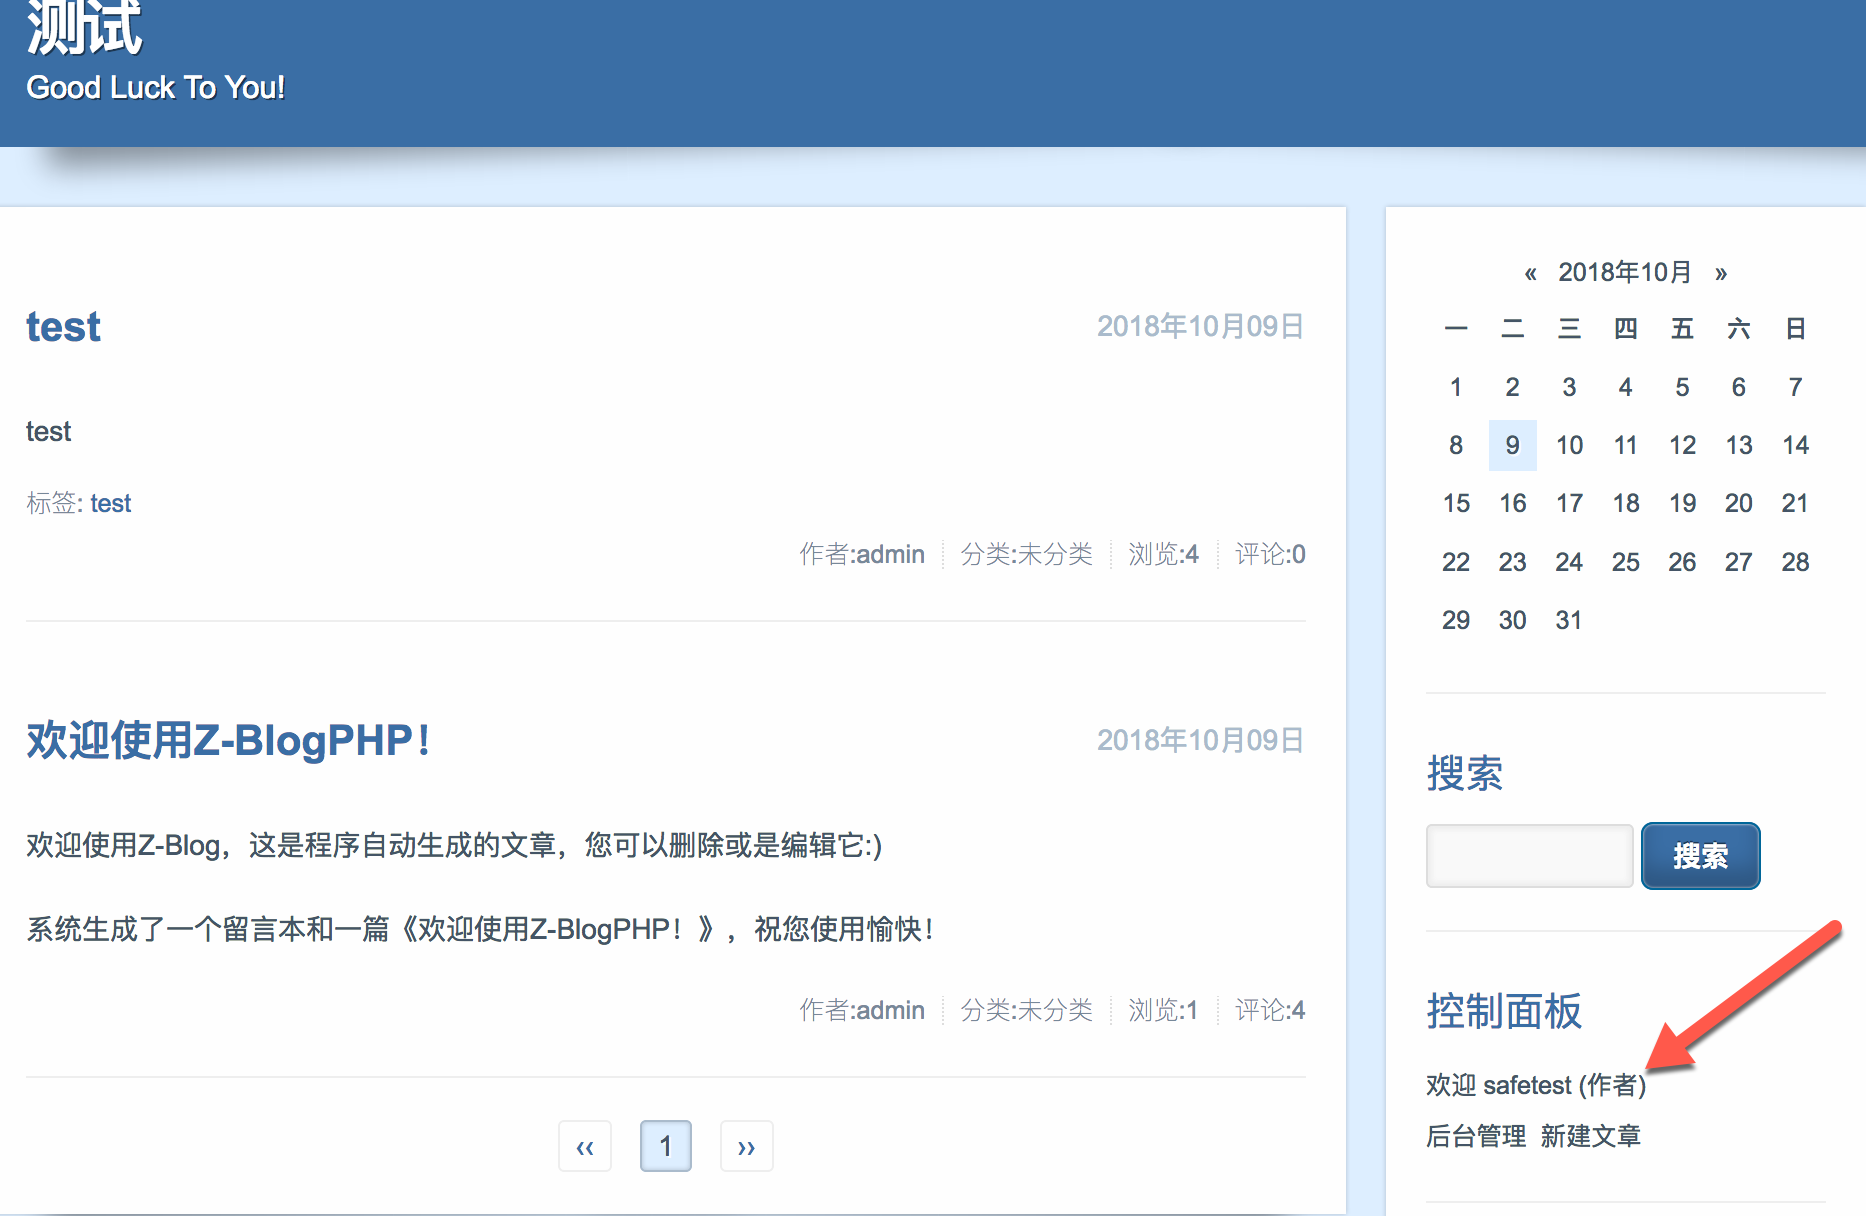 测试
Good Luck To You!
test
2018年10月09日
test
标签: test
作者:admin 分类:未分类 浏览:4 评论:0
欢迎使用Z-BlogPHP！
2018年10月09日
欢迎使用Z-Blog，这是程序自动生成的文章，您可以删除或是编辑它:)
系统生成了一个留言本和一篇《欢迎使用Z-BlogPHP！》，祝您使用愉快！
作者:admin 分类:未分类 浏览:1 评论:4
‹‹ 1 ››
« 2018年10月 »
一 二 三 四 五 六 日
1 2 3 4 5 6 7
8 9 10 11 12 13 14
15 16 17 18 19 20 21
22 23 24 25 26 27 28
29 30 31
搜索
搜索
控制面板
欢迎 safetest (作者)
后台管理 新建文章